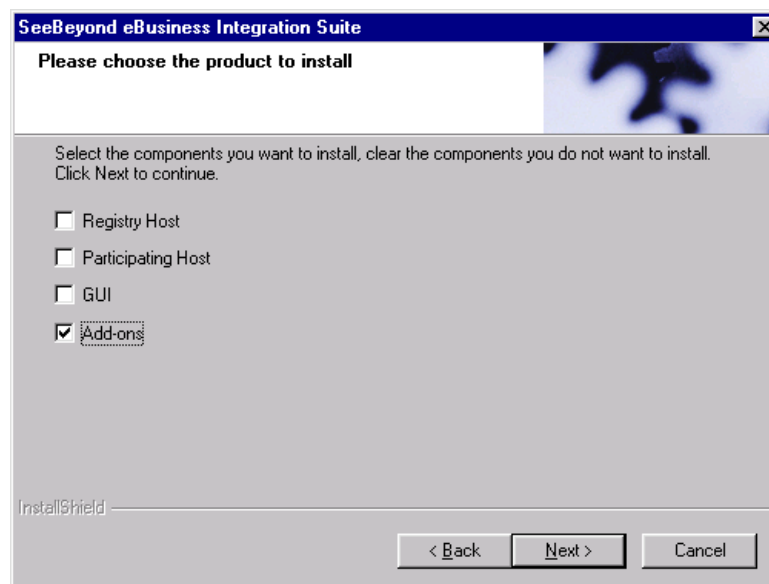 SeeBeyond eBusiness Integration Suite
Please choose the product to install
Select the components you want to install, clear the components you do not want to install.
Click Next to continue.
Registry Host
Participating Host
GUI
Add-ons
InstallShield
< Back
Next >
Cancel